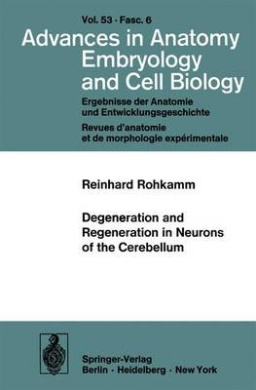 Vol. 53 · Fasc. 6
Advances in Anatomy
Embryology
and Cell Biology
Ergebnisse der Anatomie
und Entwicklungsgeschichte
Revues d'anatomie
et de morphologie expérimentale
Reinhard Rohkamm
Degeneration and
Regeneration in Neurons
of the Cerebellum
Springer-Verlag
Berlin · Heidelberg · New York